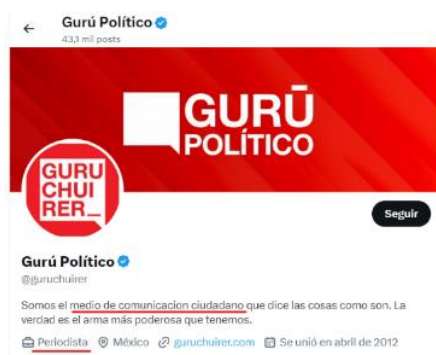 Gurú Político
43,1 mil posts
GURŪ
POLÍTICO
GURU
CHUI
RER_
Seguir
Gurú Político
@guruchuirer
Somos el medio de comunicacion ciudadano que dice las cosas como son. La
verdad es el arma más poderosa que tenemos.
Periodista México guruchuirer.com Se unió en abril de 2012